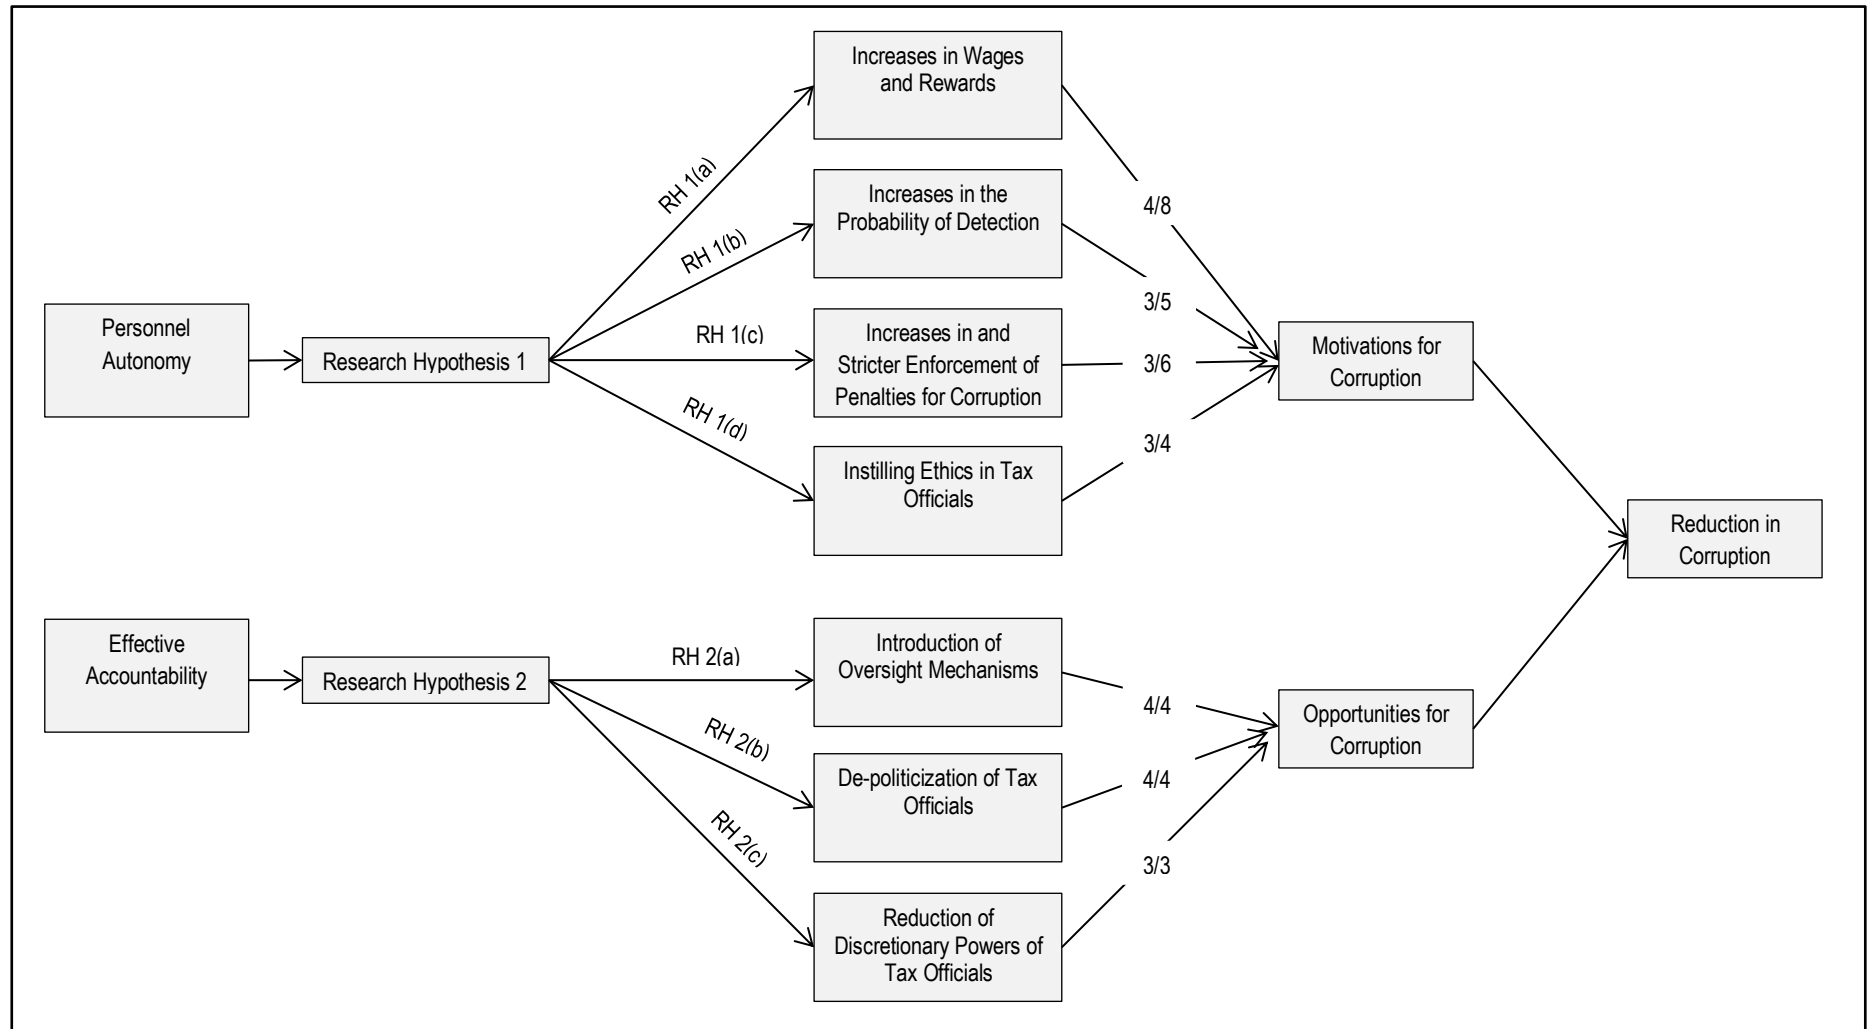 Increases in Wages
and Rewards
RH 1(a)
Increases in the
Probability of Detection
4/8
RH 1(b)
3/5
Personnel
Autonomy
Research Hypothesis 1
RH 1(c)
Increases in and
Stricter Enforcement of
Penalties for Corruption
3/6
Motivations for
Corruption
RH 1(d)
Instilling Ethics in Tax
Officials
3/4
Reduction in
Corruption
Effective
Accountability
Research Hypothesis 2
RH 2(a)
Introduction of
Oversight Mechanisms
4/4
Opportunities for
Corruption
RH 2(b)
De-politicization of Tax
Officials
4/4
RH 2(c)
3/3
Reduction of
Discretionary Powers of
Tax Officials